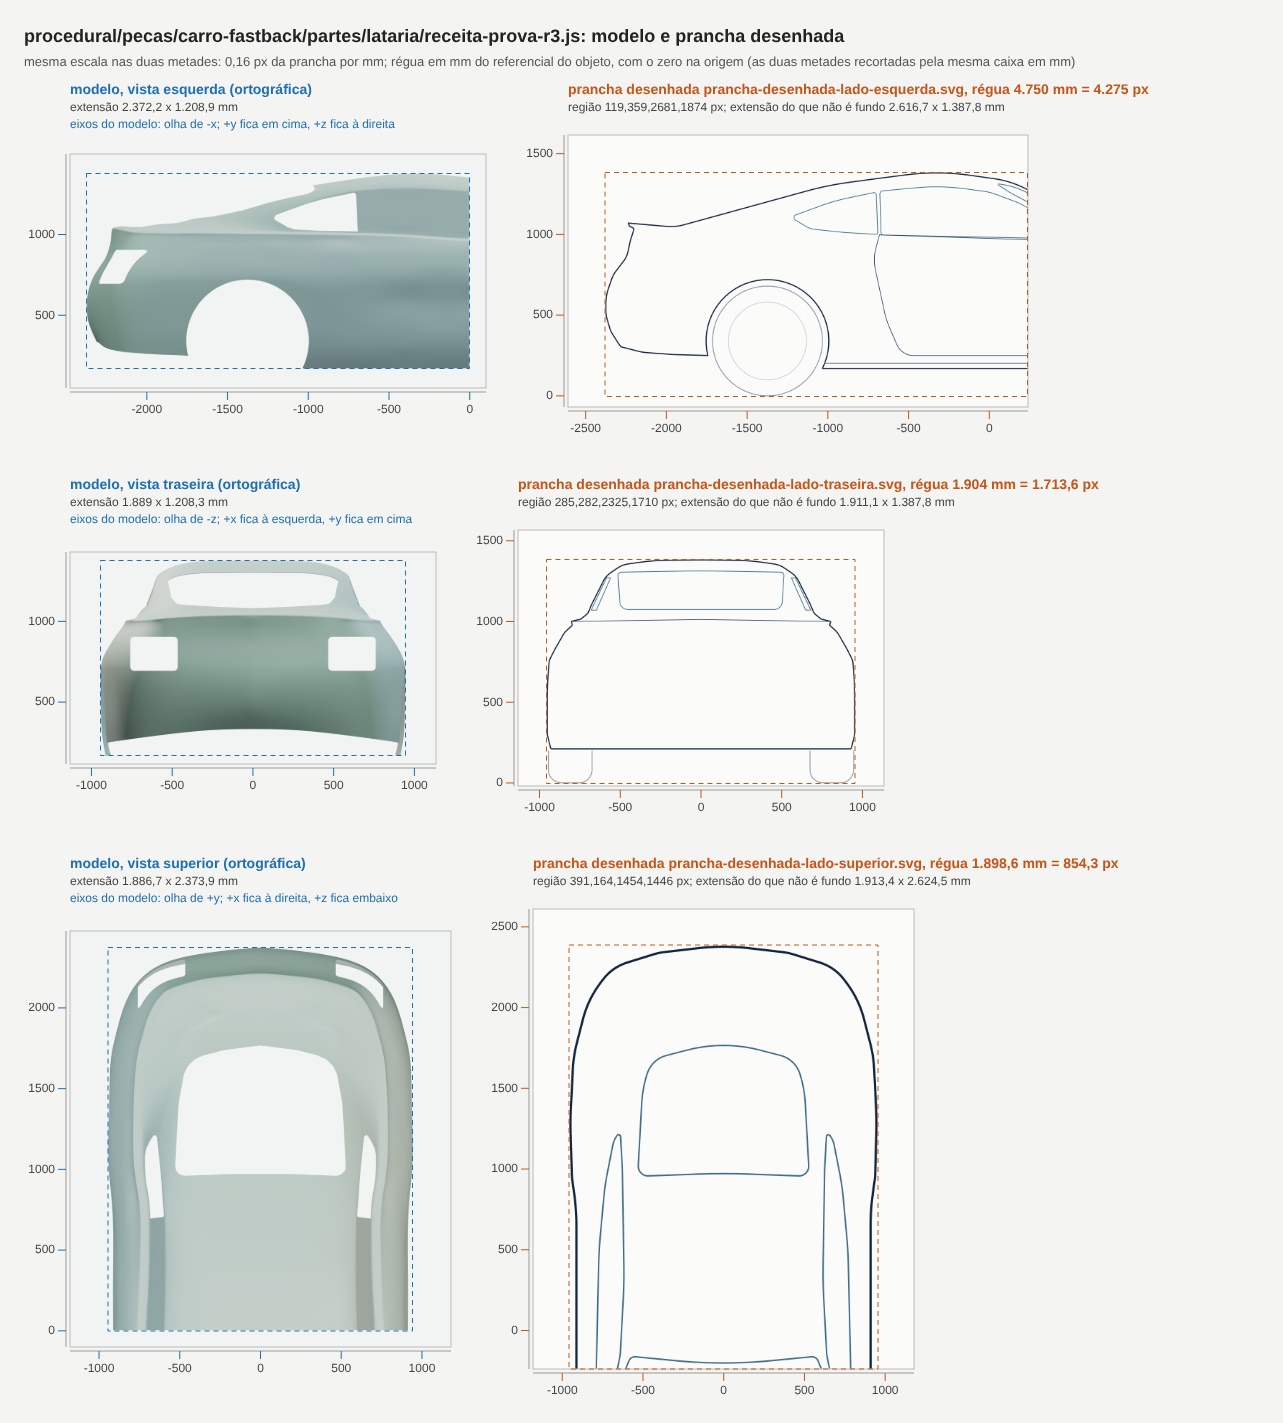 procedural/pecas/carro-fastback/partes/lataria/receita-prova-r3.js: modelo e prancha desenhada
mesma escala nas duas metades: 0,16 px da prancha por mm; régua em mm do referencial do objeto, com o zero na origem (as duas metades recortadas pela mesma caixa em mm)
modelo, vista esquerda (ortográfica)
extensão 2.372,2 x 1.208,9 mm
eixos do modelo: olha de -x; +y fica em cima, +z fica à direita
1000
500
-2000 -1500 -1000 -500 0
prancha desenhada prancha-desenhada-lado-esquerda.svg, régua 4.750 mm = 4.275 px
região 119,359,2681,1874 px; extensão do que não é fundo 2.616,7 x 1.387,8 mm
1500
1000
500
0
-2500 -2000 -1500 -1000 -500 0
modelo, vista traseira (ortográfica)
extensão 1.889 x 1.208,3 mm
eixos do modelo: olha de -z; +x fica à esquerda, +y fica em cima
1000
500
-1000 -500 0 500 1000
prancha desenhada prancha-desenhada-lado-traseira.svg, régua 1.904 mm = 1.713,6 px
região 285,282,2325,1710 px; extensão do que não é fundo 1.911,1 x 1.387,8 mm
1500
1000
500
0
-1000 -500 0 500 1000
modelo, vista superior (ortográfica)
extensão 1.886,7 x 2.373,9 mm
eixos do modelo: olha de +y; +x fica à direita, +z fica embaixo
2000
1500
1000
500
0
-1000 -500 0 500 1000
prancha desenhada prancha-desenhada-lado-superior.svg, régua 1.898,6 mm = 854,3 px
região 391,164,1454,1446 px; extensão do que não é fundo 1.913,4 x 2.624,5 mm
2500
2000
1500
1000
500
0
-1000 -500 0 500 1000